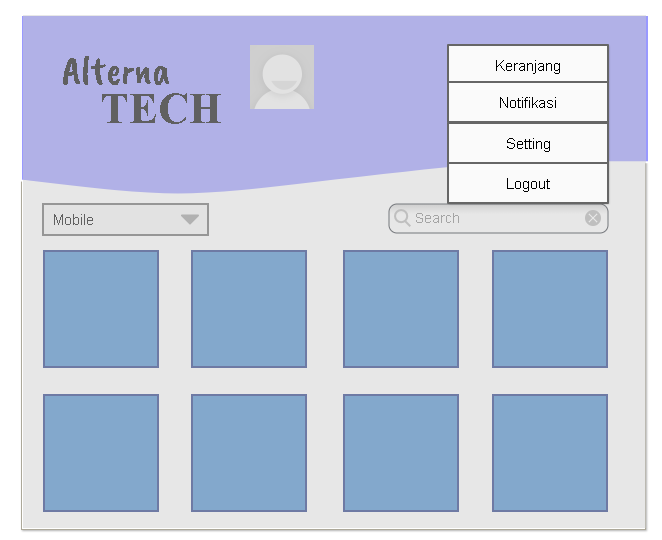 Alterna
TECH
Keranjang
Notifikasi
Setting
Logout
Mobile
Search